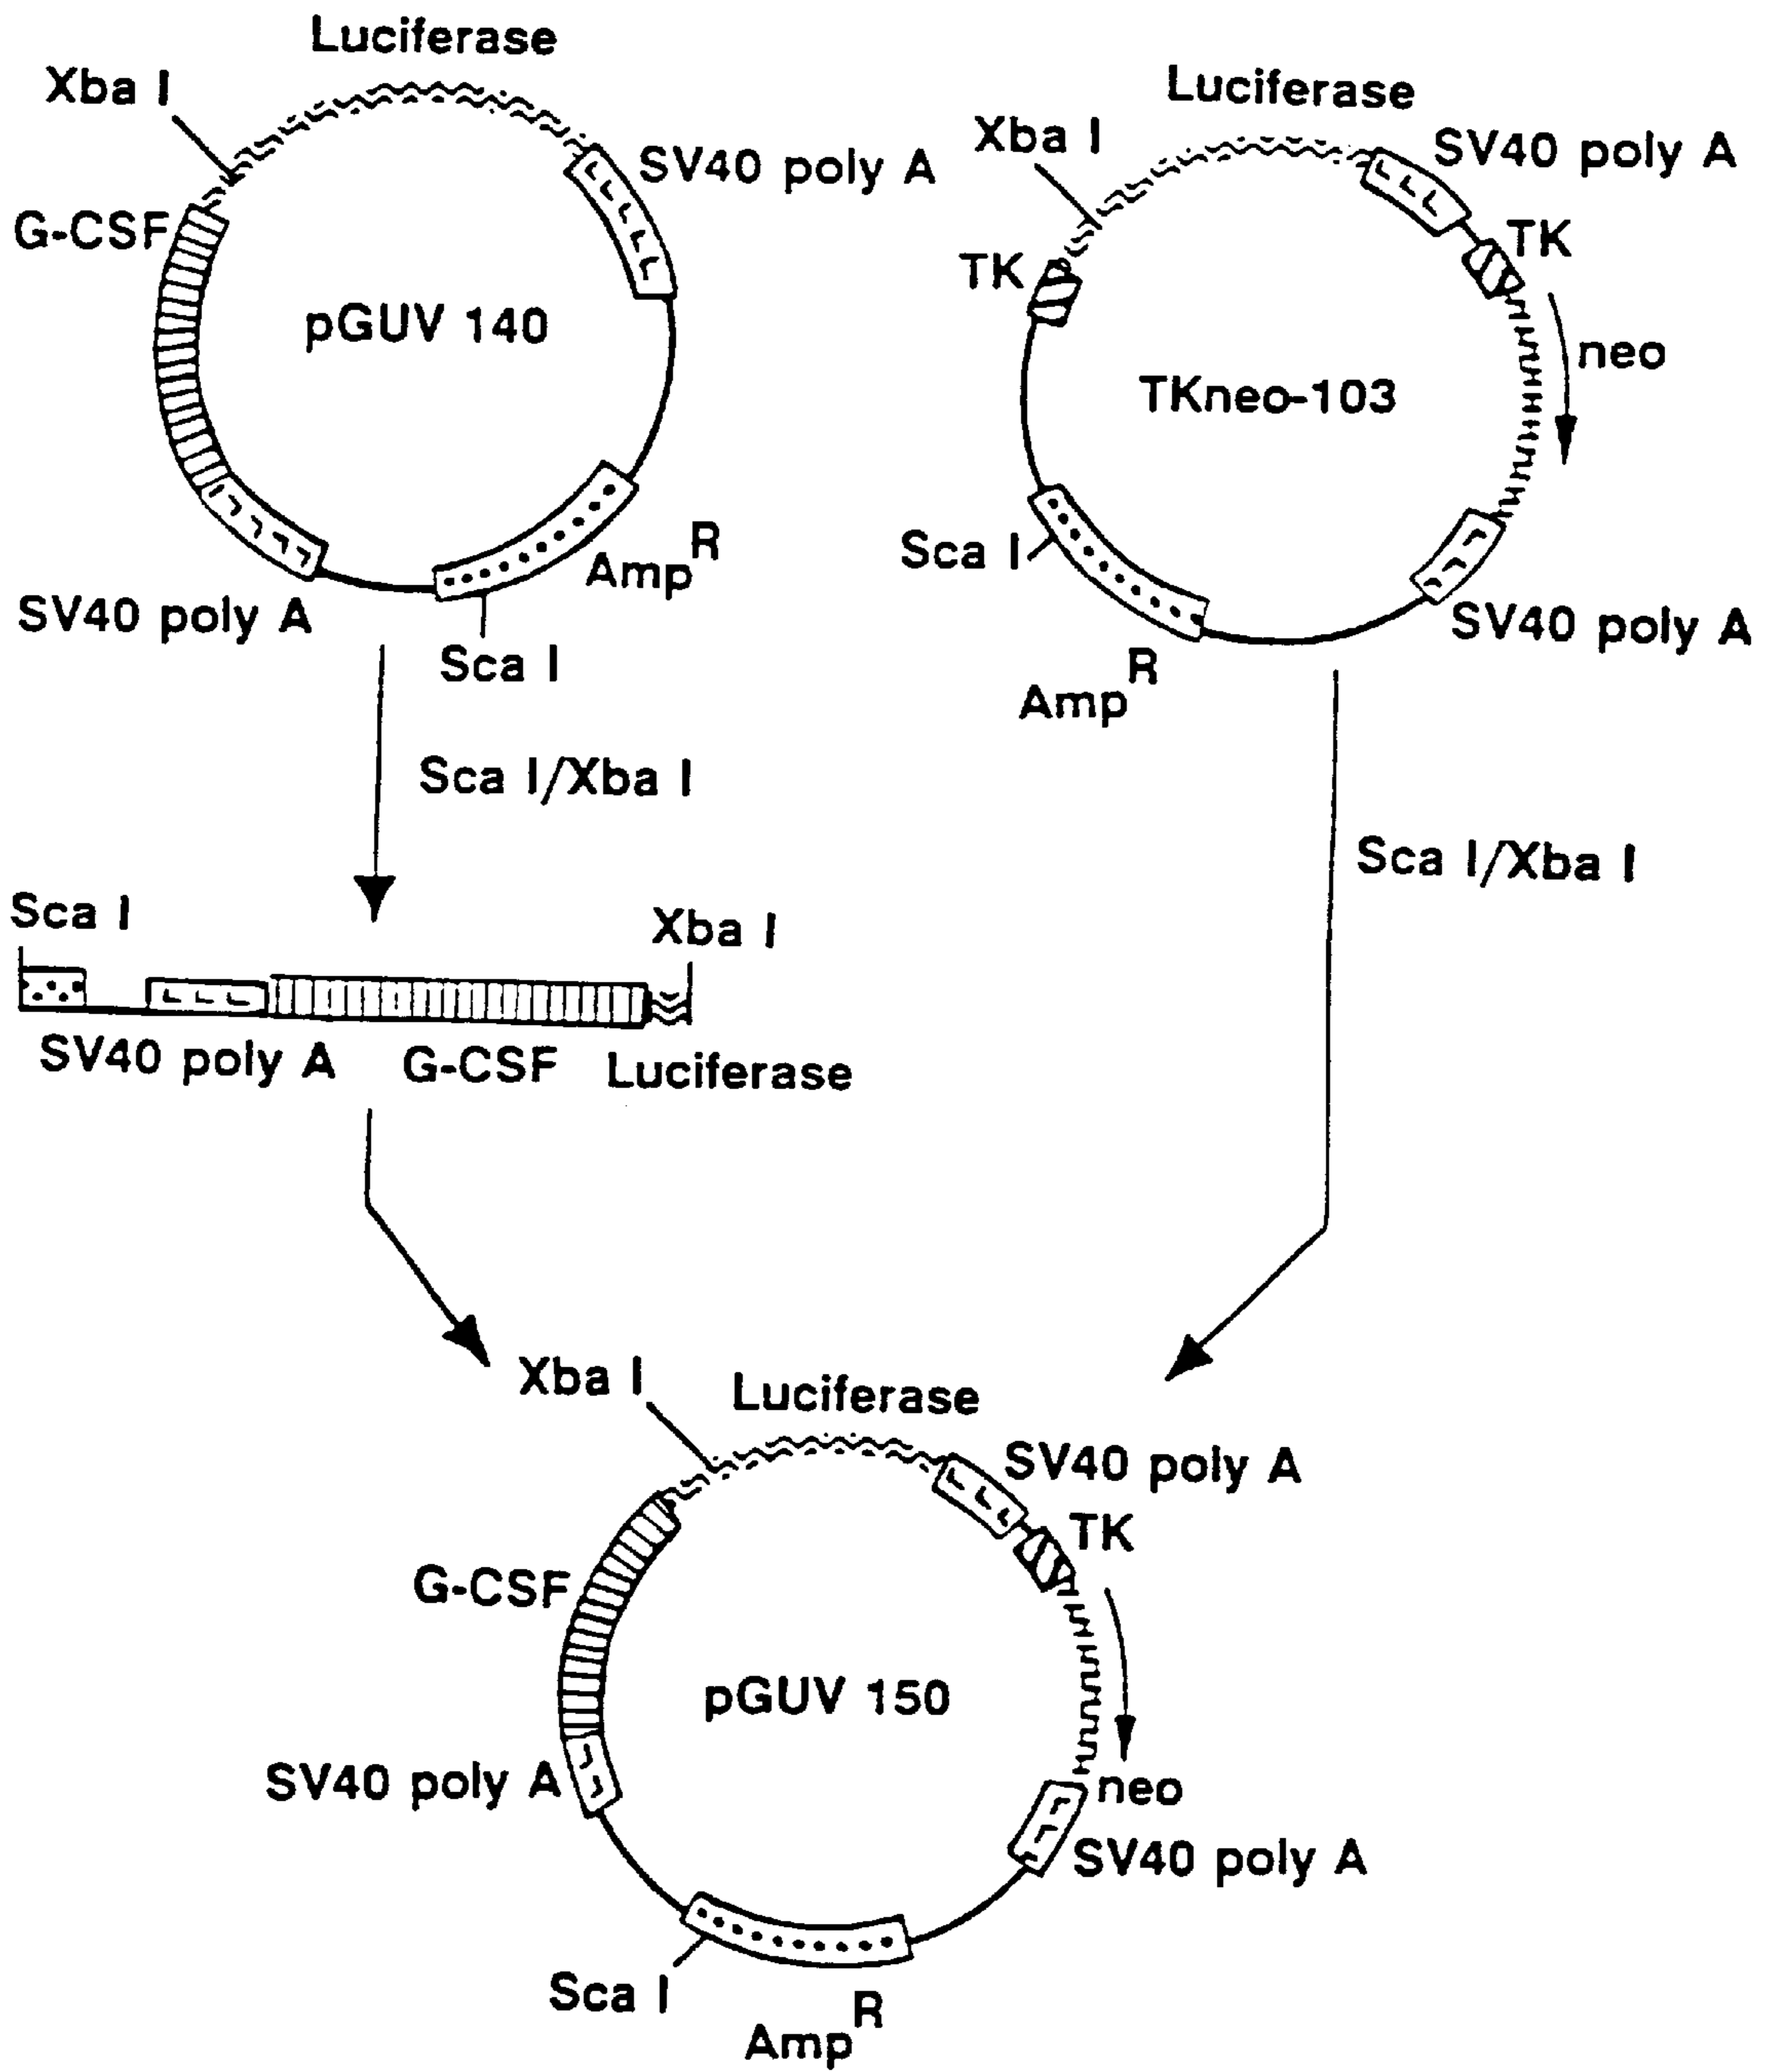 Luciferase
Xba I
SV40 poly A
G-CSF
pGUV 140
Amp R
SV40 poly A
Sca I
Luciferase
Xba I
SV40 poly A
TK
TK
neo
TKneo-103
Sca I
SV40 poly A
Amp R
Sca I/Xba I
Sca I/Xba I
Sca I
Xba I
SV40 poly A G-CSF Luciferase
Xba I
Luciferase
SV40 poly A
TK
G-CSF
pGUV 150
SV40 poly A
neo
SV40 poly A
Sca I
Amp R